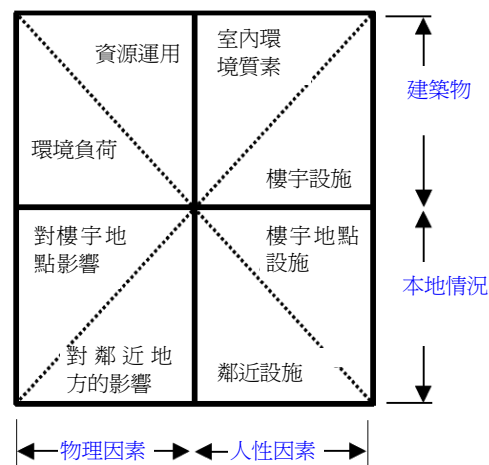 資源運用
室內環
境質素
建築物
環境負荷
樓宇設施
對樓宇地
點影響
樓宇地點
設施
本地情況
對鄰近地
方的影響
鄰近設施
物理因素
人性因素